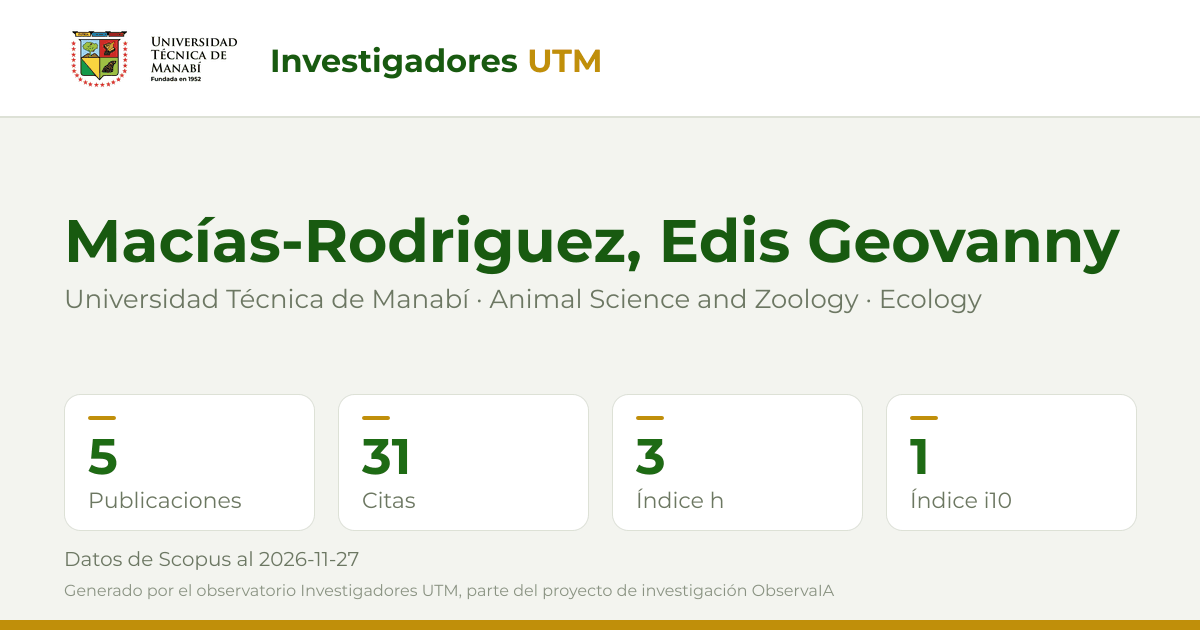 UNIVERSIDAD
TÉCNICA DE
MANABÍ
Fundada en 1952
Investigadores UTM
Macías-Rodriguez, Edis Geovanny
Universidad Técnica de Manabí · Animal Science and Zoology · Ecology
5
Publicaciones
31
Citas
3
Índice h
1
Índice i10
Datos de Scopus al 2026-11-27
Generado por el observatorio Investigadores UTM, parte del proyecto de investigación ObservaIA